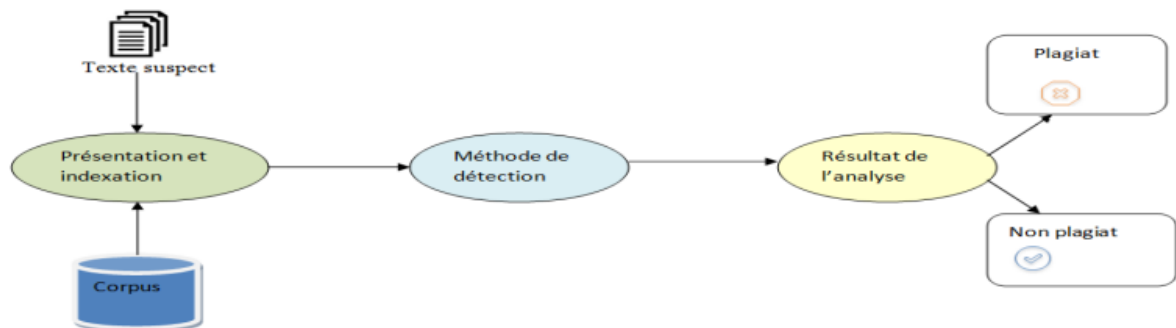 Texte suspect
Présentation et
indexation
Corpus
Méthode de
détection
Résultat de
l'analyse
Plagiat
Non plagiat